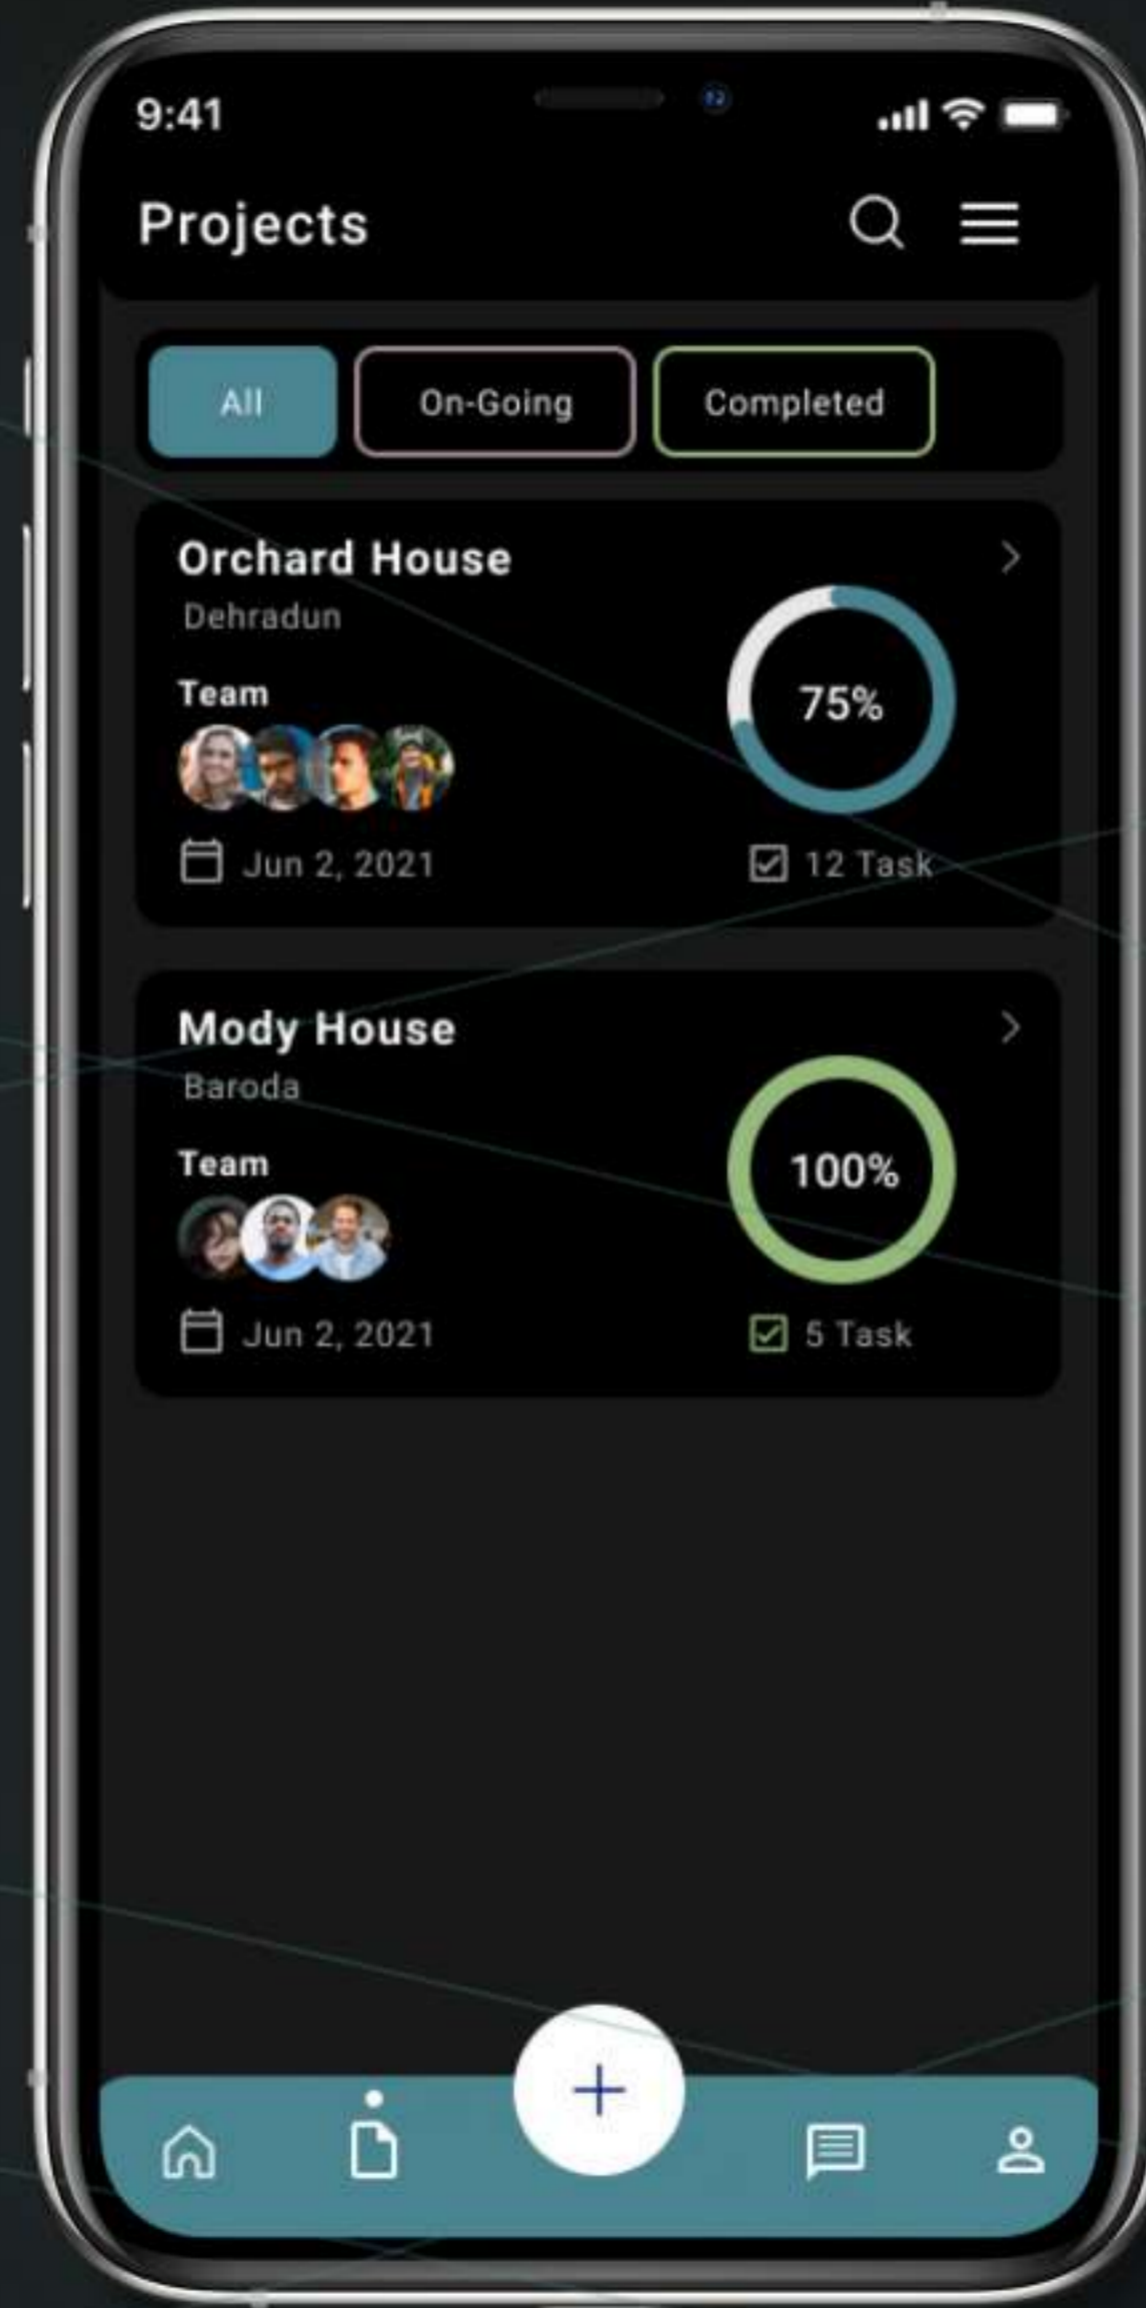 9:41
Projects
All On-Going Completed
Orchard House
Dehradun
Team
75%
Jun 2, 2021 12 Task
Mody House
Baroda
Team
100%
Jun 2, 2021 5 Task